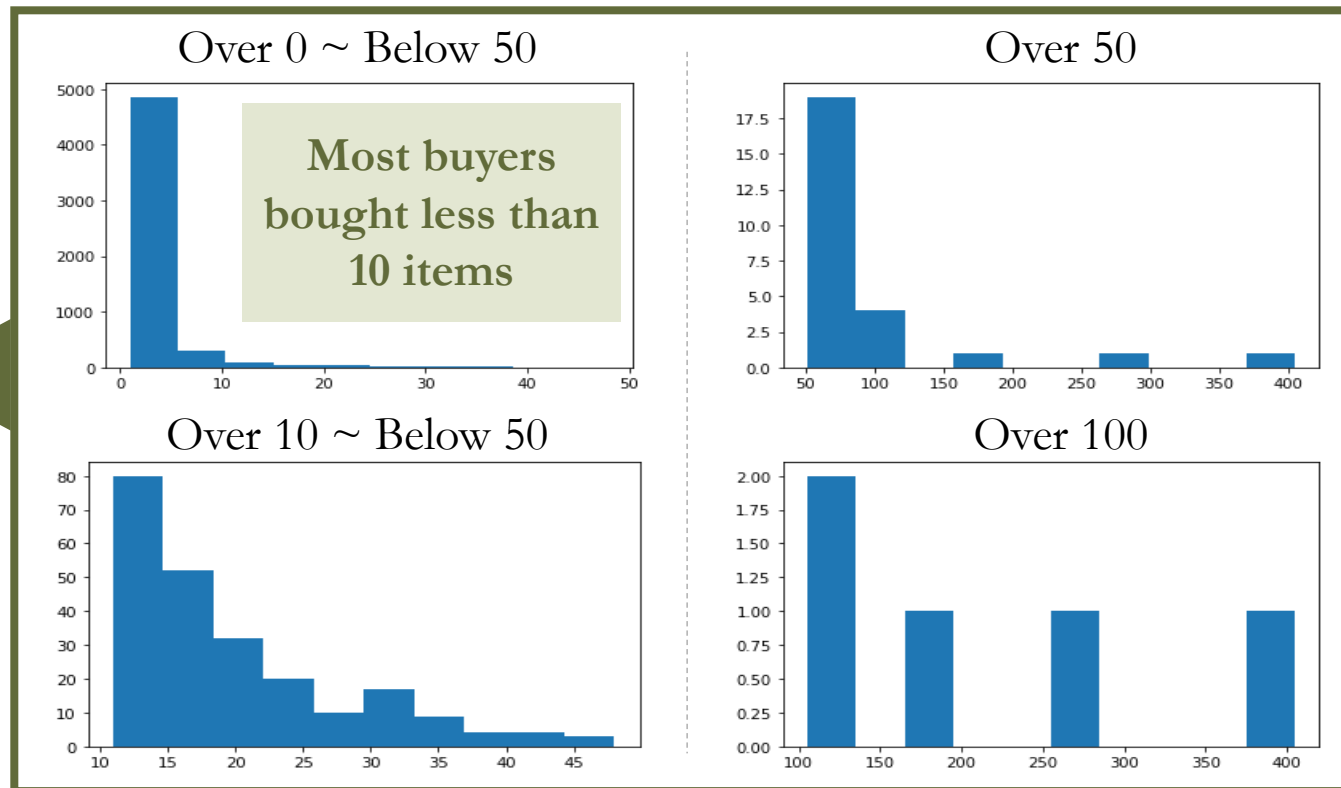 Over 0 ~ Below 50
5000
4000
3000
2000
1000
0
0 10 20 30 40 50
Most buyers
bought less than
10 items
Over 50
17.5
15.0
12.5
10.0
7.5
5.0
2.5
0.0
50 100 150 200 250 300 350 400
Over 10 ~ Below 50
80
70
60
50
40
30
20
10
0
10 15 20 25 30 35 40 45
Over 100
2.00
1.75
1.50
1.25
1.00
0.75
0.50
0.25
0.00
100 150 200 250 300 350 400